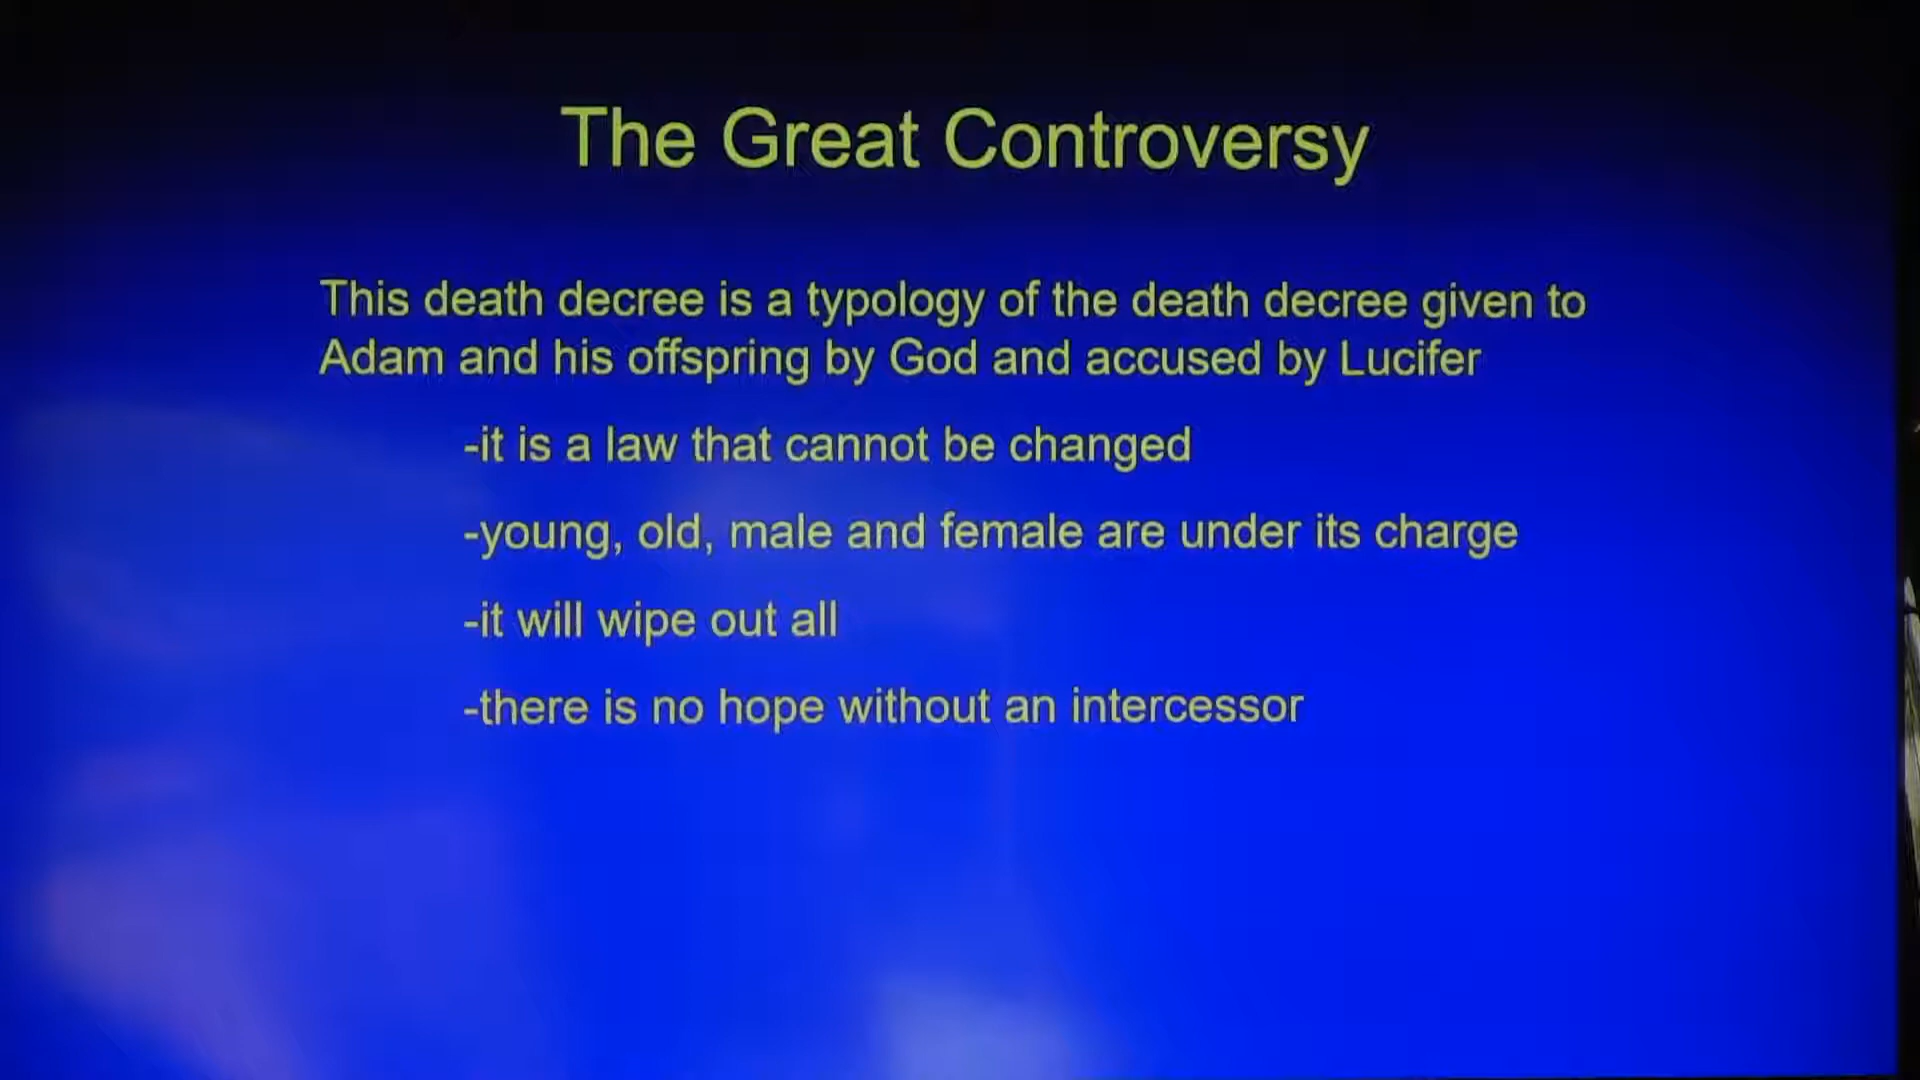 The Great Controversy
This death decree is a typology of the death decree given to
Adam and his offspring by God and accused by Lucifer
-it is a law that cannot be changed
-young, old, male and female are under its charge
-it will wipe out all
-there is no hope without an intercessor